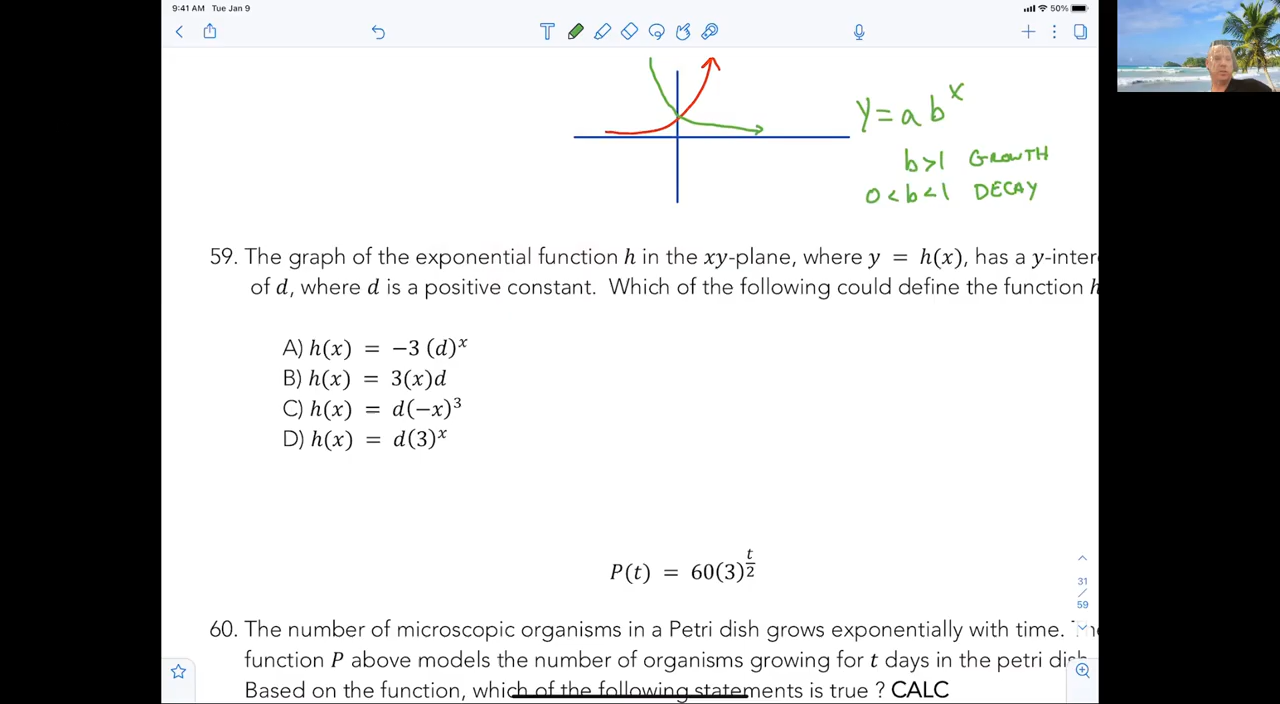 9:41 AM Tue Jan 9
50%
y = a b^x
b > 1 GROWTH
0 < b < 1 DECAY
59. The graph of the exponential function h in the xy-plane, where y = h(x), has a y-inter
of d, where d is a positive constant. Which of the following could define the function h
A) h(x) = −3 (d)^x
B) h(x) = 3(x)d
C) h(x) = d(−x)^3
D) h(x) = d(3)^x
P(t) = 60(3)^(t/2)
31
/
59
60. The number of microscopic organisms in a Petri dish grows exponentially with time.
function P above models the number of organisms growing for t days in the petri dish
Based on the function, which of the following statements is true ? CALC